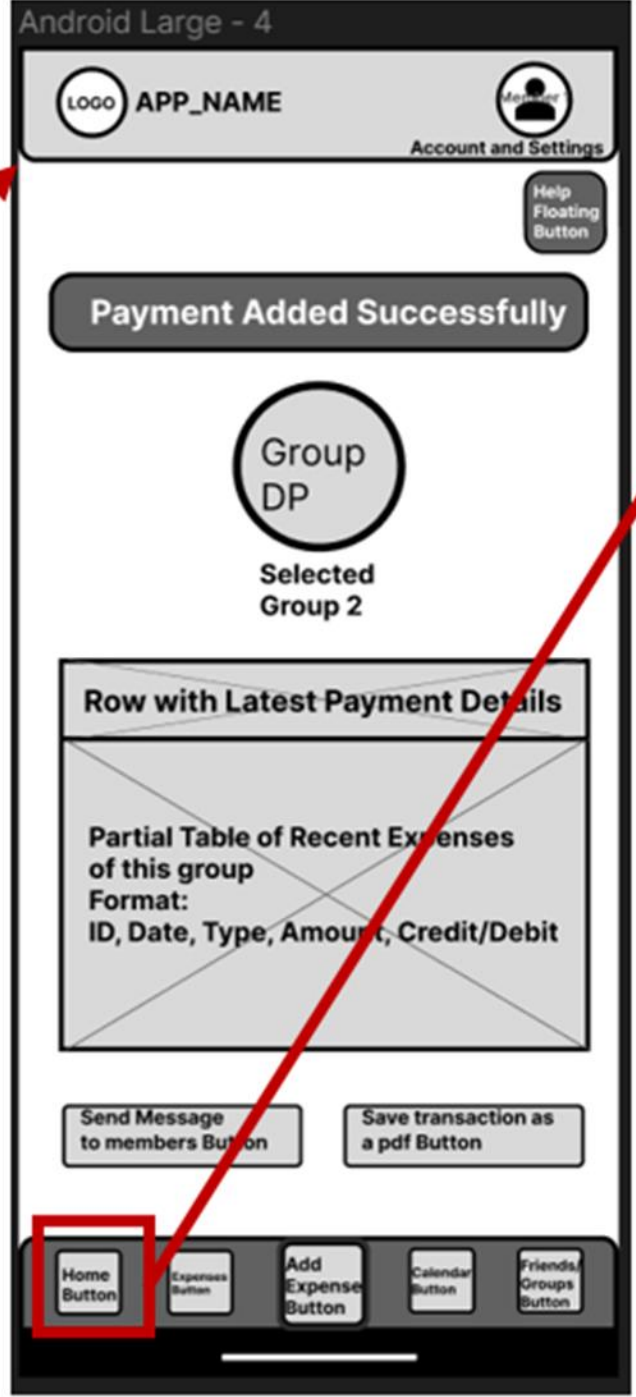 Android Large - 4
LOGO
APP_NAME
Member
Account and Settings
Help
Floating
Button
Payment Added Successfully
Group
DP
Selected
Group 2
Row with Latest Payment Details
Partial Table of Recent Expenses
of this group
Format:
ID, Date, Type, Amount, Credit/Debit
Send Message
to members Button
Save transaction as
a pdf Button
Home
Button
Expenses
Button
Add
Expense
Button
Calendar
Button
Friends/
Groups
Button